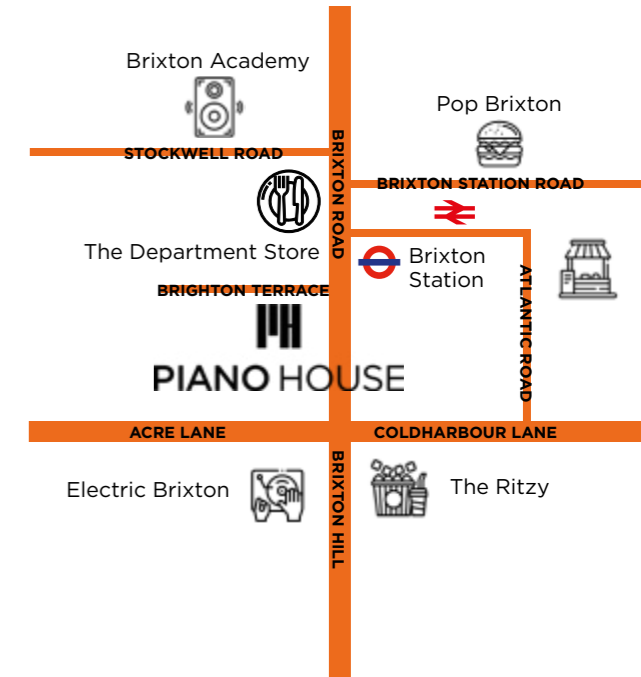 Brixton Academy
Pop Brixton
STOCKWELL ROAD
BRIXTON ROAD
BRIXTON STATION ROAD
The Department Store
Brixton
Station
BRIGHTON TERRACE
ATLANTIC ROAD
PH
PIANO HOUSE
ACRE LANE
COLDHARBOUR LANE
Electric Brixton
BRIXTON HILL
The Ritzy